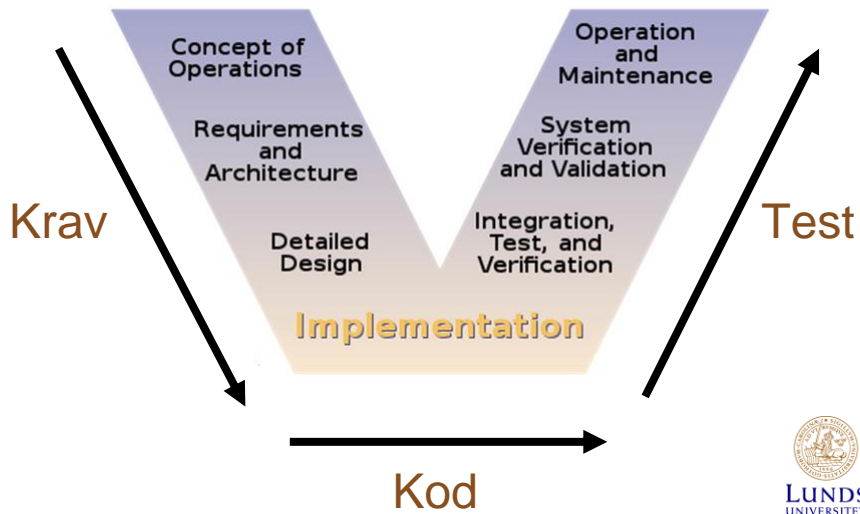 Concept of
Operations
Requirements
and
Architecture
Detailed
Design
Operation
and
Maintenance
System
Verification
and Validation
Integration,
Test, and
Verification
Implementation
Krav
Test
Kod
LUNDS